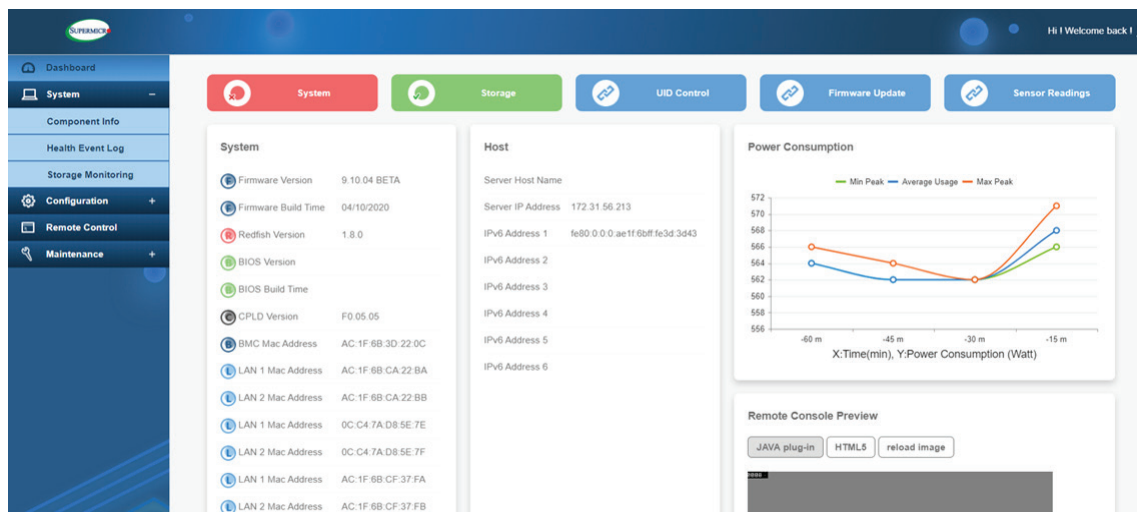 SUPERMICR
Hi ! Welcome back !
Dashboard
System −
Component Info
Health Event Log
Storage Monitoring
Configuration +
Remote Control
Maintenance +
System
Storage
UID Control
Firmware Update
Sensor Readings
System
F Firmware Version 9.10.04 BETA
F Firmware Build Time 04/10/2020
R Redfish Version 1.8.0
B BIOS Version
B BIOS Build Time
C CPLD Version F0.05.05
B BMC Mac Address AC:1F:6B:3D:22:0C
L LAN 1 Mac Address AC:1F:6B:CA:22:BA
L LAN 2 Mac Address AC:1F:6B:CA:22:BB
L LAN 1 Mac Address 0C:C4:7A:D8:5E:7E
L LAN 2 Mac Address 0C:C4:7A:D8:5E:7F
L LAN 1 Mac Address AC:1F:6B:CF:37:FA
L LAN 2 Mac Address AC:1F:6B:CF:37:FB
Host
Server Host Name
Server IP Address 172.31.56.213
IPv6 Address 1 fe80:0:0:0:ae1f:6bff:fe3d:3d43
IPv6 Address 2
IPv6 Address 3
IPv6 Address 4
IPv6 Address 5
IPv6 Address 6
Power Consumption
Min Peak Average Usage Max Peak
572
570
568
566
564
562
560
558
556
-60 m -45 m -30 m -15 m
X:Time(min), Y:Power Consumption (Watt)
Remote Console Preview
JAVA plug-in HTML5 reload image